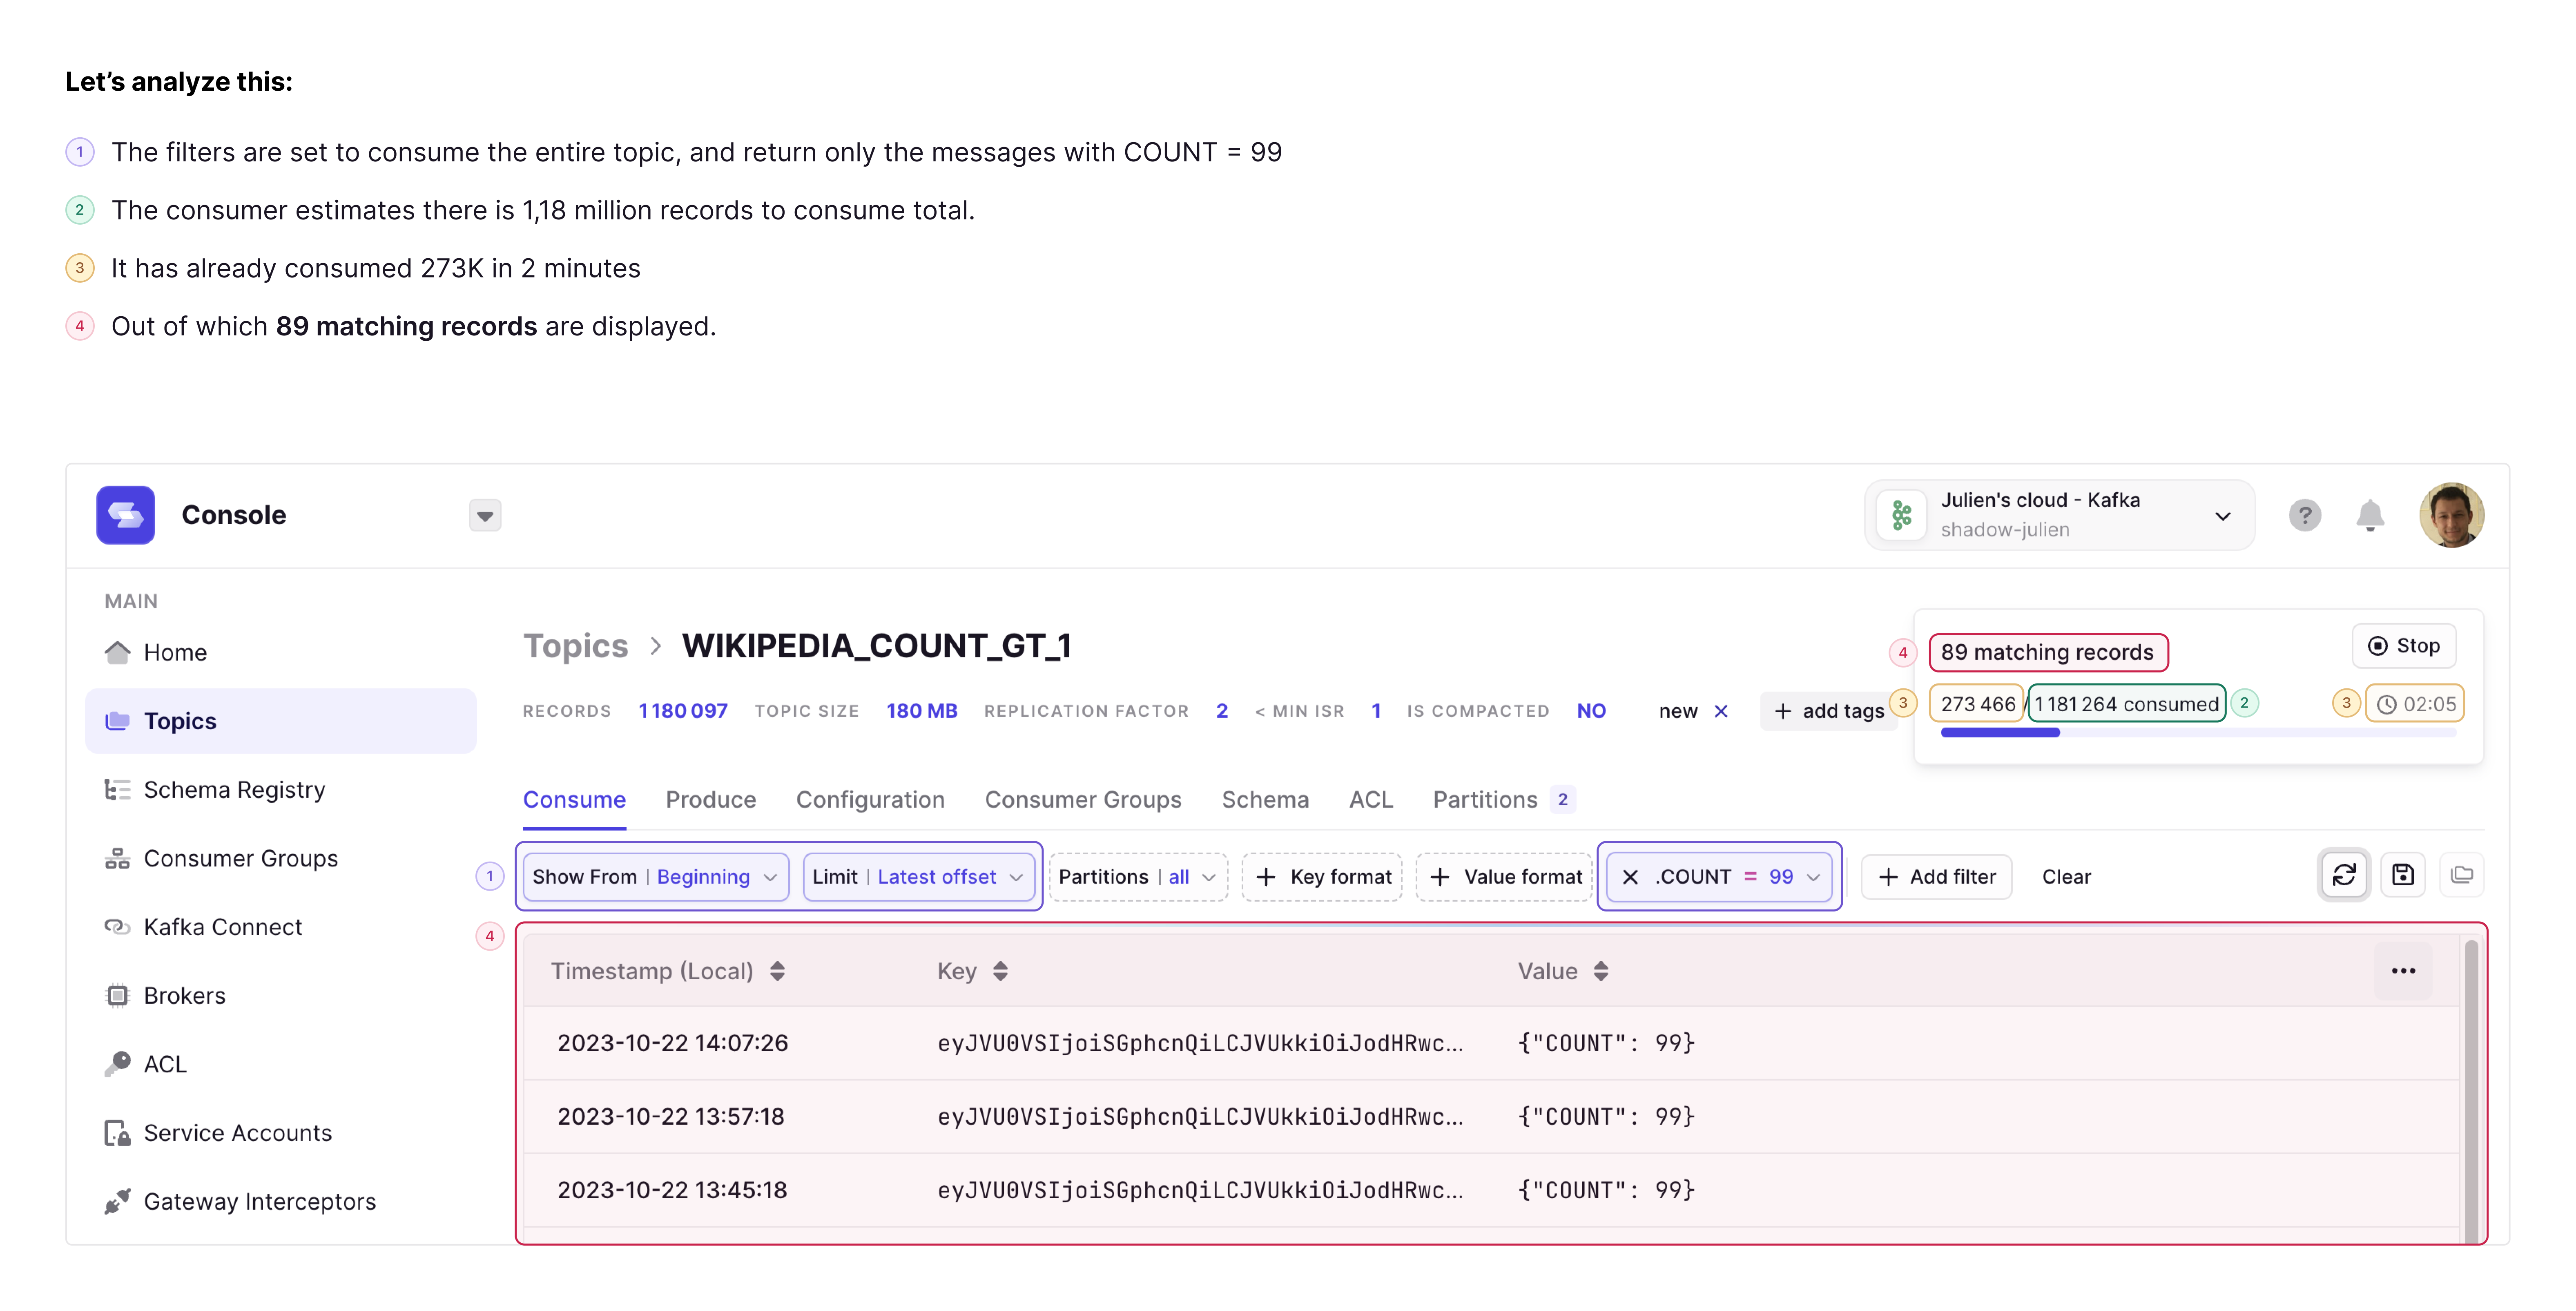 Let’s analyze this:
1 The filters are set to consume the entire topic, and return only the messages with COUNT = 99
2 The consumer estimates there is 1,18 million records to consume total.
3 It has already consumed 273K in 2 minutes
4 Out of which 89 matching records are displayed.
Console
Julien's cloud - Kafka
shadow-julien
?
MAIN
Home
Topics
Schema Registry
Consumer Groups
Kafka Connect
Brokers
ACL
Service Accounts
Gateway Interceptors
Topics > WIKIPEDIA_COUNT_GT_1
RECORDS 1 180 097 TOPIC SIZE 180 MB REPLICATION FACTOR 2 < MIN ISR 1 IS COMPACTED NO new × + add tags
4 89 matching records Stop
3 273 466 / 1 181 264 consumed 2 3 02:05
Consume Produce Configuration Consumer Groups Schema ACL Partitions 2
1 Show From | Beginning Limit | Latest offset Partitions | all + Key format + Value format × .COUNT = 99 + Add filter Clear
4
Timestamp (Local) Key Value ...
2023-10-22 14:07:26 eyJVU0VSIjoiSGphcnQiLCJVUkkiOiJodHRwc... {"COUNT": 99}
2023-10-22 13:57:18 eyJVU0VSIjoiSGphcnQiLCJVUkkiOiJodHRwc... {"COUNT": 99}
2023-10-22 13:45:18 eyJVU0VSIjoiSGphcnQiLCJVUkkiOiJodHRwc... {"COUNT": 99}